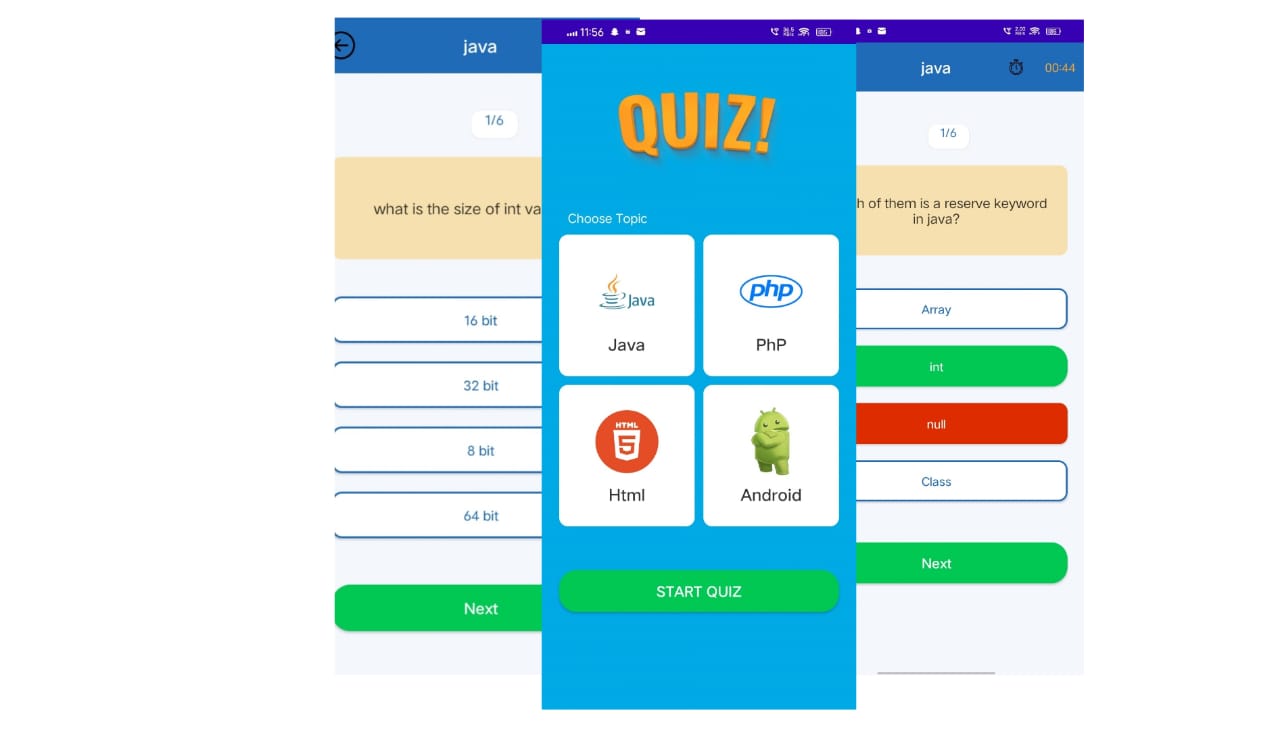 java
1/6
what is the size of int va
16 bit
32 bit
8 bit
64 bit
Next
11:56
QUIZ!
Choose Topic
Java
Java
php
PhP
HTML
5
Html
Android
START QUIZ
java
00:44
1/6
h of them is a reserve keyword
in java?
Array
int
null
Class
Next